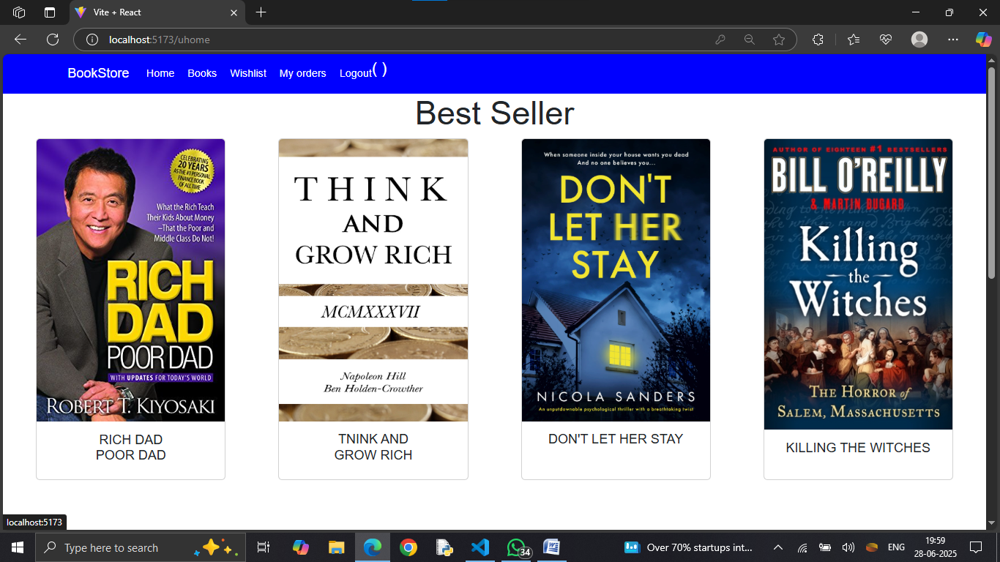 Vite + React
localhost:5173/uhome
BookStore
Home
Books
Wishlist
My orders
Logout( )
Best Seller
CELEBRATING
20 YEARS
AS THE #1 PERSONAL
FINANCE BOOK
OF ALL TIME
What the Rich Teach
Their Kids About Money
–That the Poor and
Middle Class Do Not!
RICH
DAD
POOR DAD
WITH UPDATES FOR TODAY'S WORLD
ROBERT T. KIYOSAKI
RICH DAD
POOR DAD
THINK
AND
GROW RICH
MCMXXXVII
Napoleon Hill
Ben Holden-Crowther
TNINK AND
GROW RICH
When someone inside your house wants you dead
And no one believes you...
DON'T
LET HER
STAY
NICOLA SANDERS
An unputdownable psychological thriller with a breathtaking twist
DON'T LET HER STAY
AUTHOR OF EIGHTEEN #1 BESTSELLERS
BILL O'REILLY
& MARTIN DUGARD
Killing
the
Witches
THE HORROR of
SALEM, MASSACHUSETTS
KILLING THE WITCHES
localhost:5173
Type here to search
34
Over 70% startups int...
ENG
19:59
28-06-2025